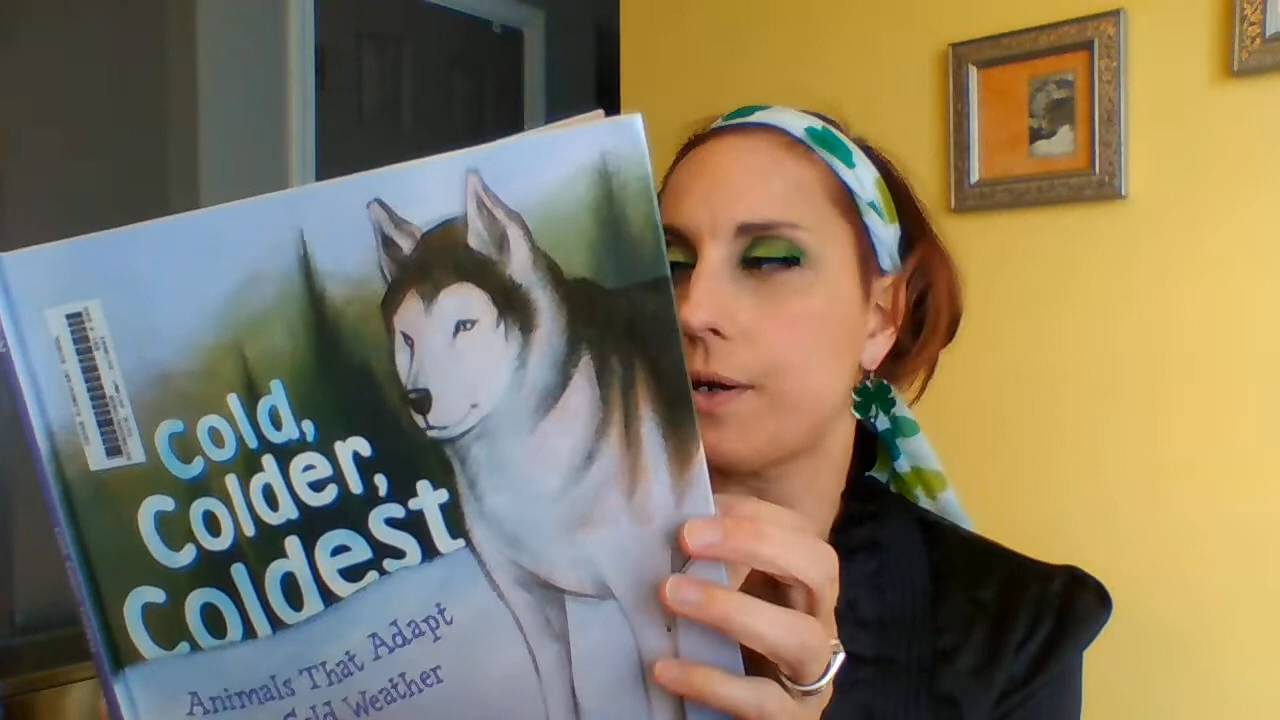 Cold,
Colder,
Coldest
Animals That Adapt
Cold Weather